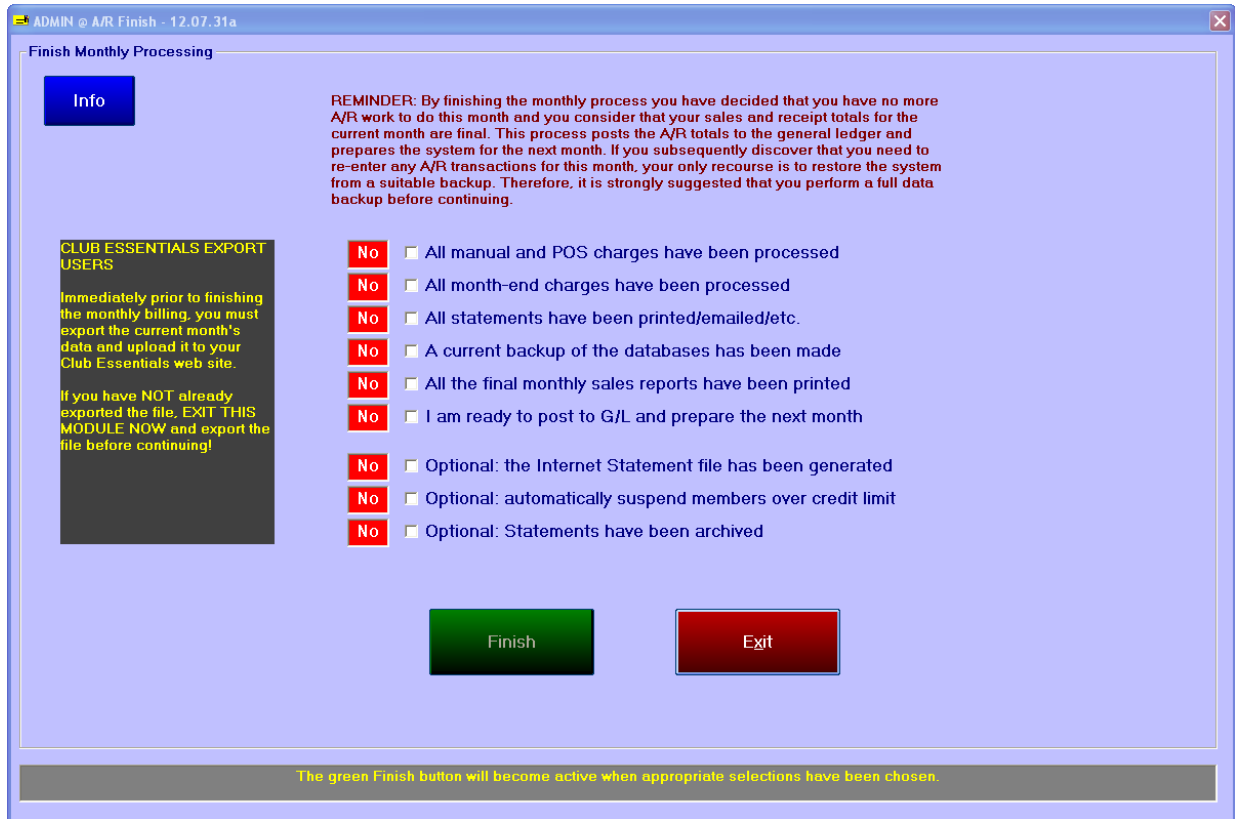 ADMIN @ A/R Finish - 12.07.31a
Finish Monthly Processing
Info
REMINDER: By finishing the monthly process you have decided that you have no more
A/R work to do this month and you consider that your sales and receipt totals for the
current month are final. This process posts the A/R totals to the general ledger and
prepares the system for the next month. If you subsequently discover that you need to
re-enter any A/R transactions for this month, your only recourse is to restore the system
from a suitable backup. Therefore, it is strongly suggested that you perform a full data
backup before continuing.
CLUB ESSENTIALS EXPORT
USERS
Immediately prior to finishing
the monthly billing, you must
export the current month's
data and upload it to your
Club Essentials web site.
If you have NOT already
exported the file, EXIT THIS
MODULE NOW and export the
file before continuing!
No All manual and POS charges have been processed
No All month-end charges have been processed
No All statements have been printed/emailed/etc.
No A current backup of the databases has been made
No All the final monthly sales reports have been printed
No I am ready to post to G/L and prepare the next month
No Optional: the Internet Statement file has been generated
No Optional: automatically suspend members over credit limit
No Optional: Statements have been archived
Finish Exit
The green Finish button will become active when appropriate selections have been chosen.